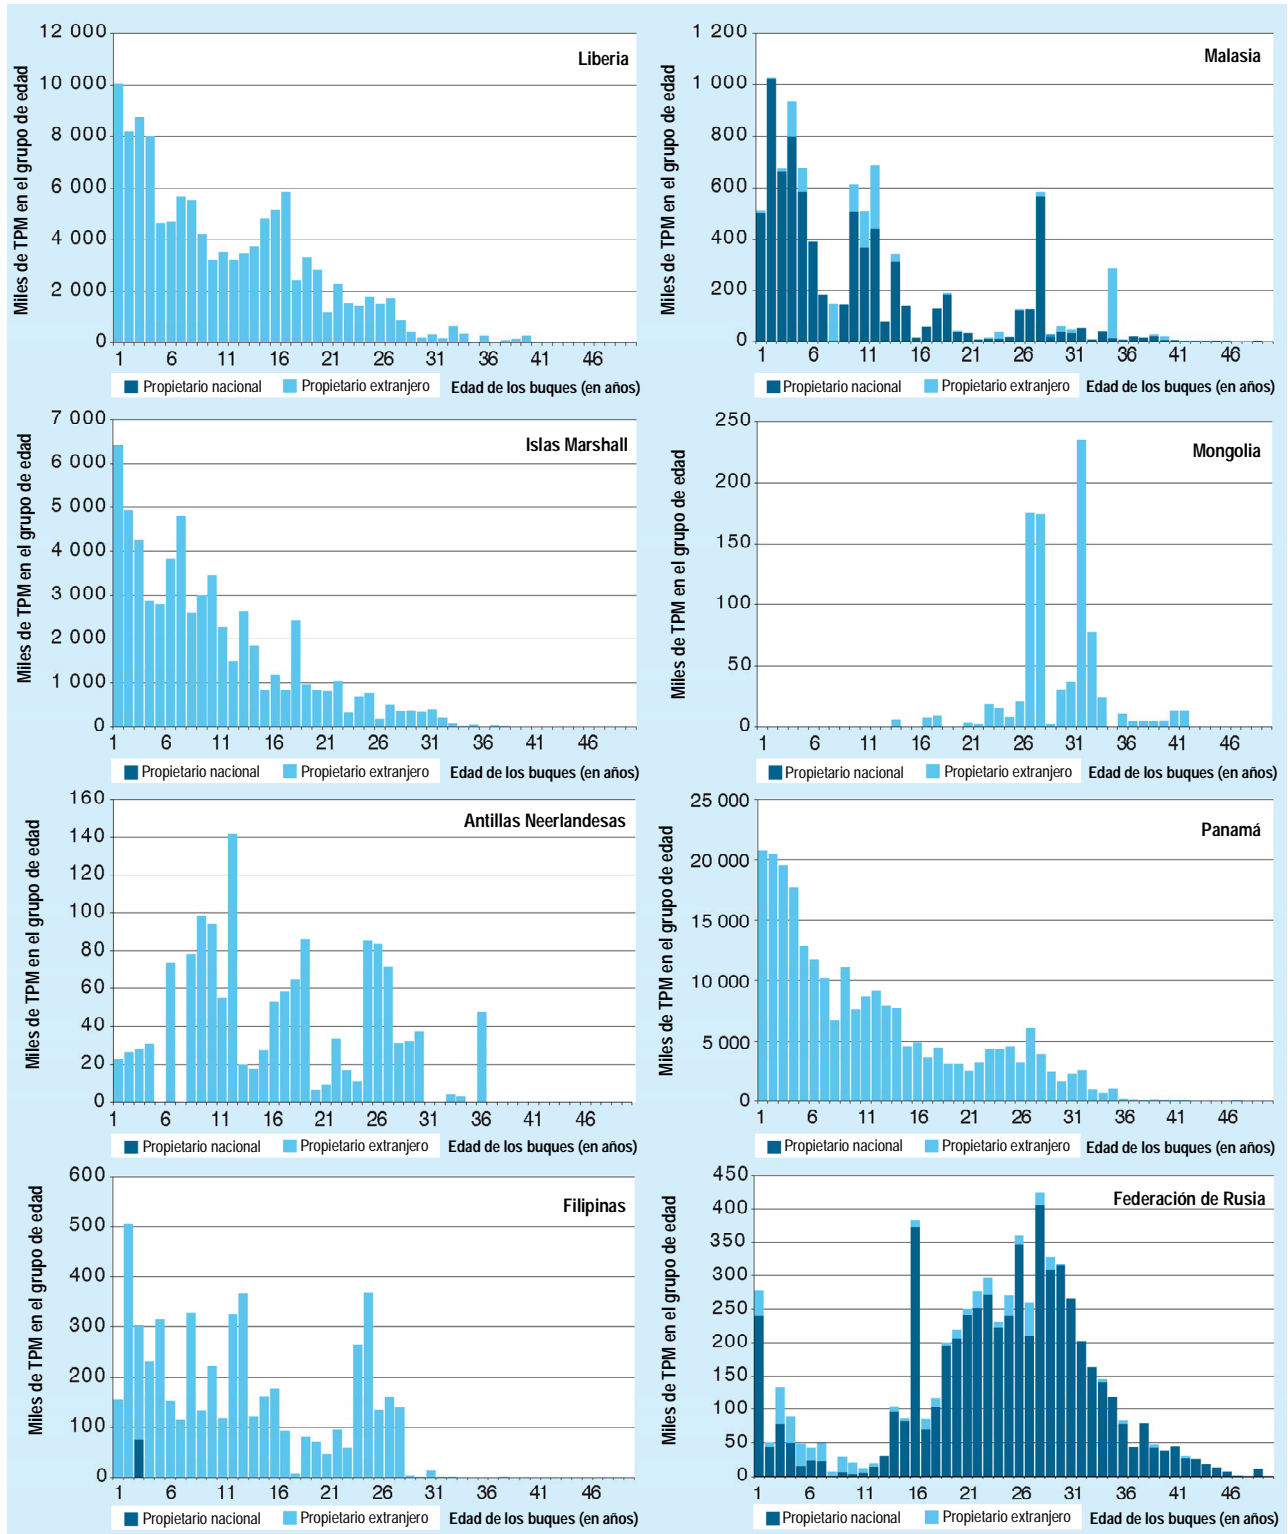 Miles de TPM en el grupo de edad
12 000
10 000
8 000
6 000
4 000
2 000
0
Liberia
1 6 11 16 21 26 31 36 41 46
Propietario nacional Propietario extranjero Edad de los buques (en años)
Miles de TPM en el grupo de edad
1 200
1 000
800
600
400
200
0
Malasia
1 6 11 16 21 26 31 36 41 46
Propietario nacional Propietario extranjero Edad de los buques (en años)
Miles de TPM en el grupo de edad
7 000
6 000
5 000
4 000
3 000
2 000
1 000
0
Islas Marshall
1 6 11 16 21 26 31 36 41 46
Propietario nacional Propietario extranjero Edad de los buques (en años)
Miles de TPM en el grupo de edad
250
200
150
100
50
0
Mongolia
1 6 11 16 21 26 31 36 41 46
Propietario nacional Propietario extranjero Edad de los buques (en años)
Miles de TPM en el grupo de edad
160
140
120
100
80
60
40
20
0
Antillas Neerlandesas
1 6 11 16 21 26 31 36 41 46
Propietario nacional Propietario extranjero Edad de los buques (en años)
Miles de TPM en el grupo de edad
25 000
20 000
15 000
10 000
5 000
0
Panamá
1 6 11 16 21 26 31 36 41 46
Propietario nacional Propietario extranjero Edad de los buques (en años)
Miles de TPM en el grupo de edad
600
500
400
300
200
100
0
Filipinas
1 6 11 16 21 26 31 36 41 46
Propietario nacional Propietario extranjero Edad de los buques (en años)
Miles de TPM en el grupo de edad
450
400
350
300
250
200
150
100
50
0
Federación de Rusia
1 6 11 16 21 26 31 36 41 46
Propietario nacional Propietario extranjero Edad de los buques (en años)